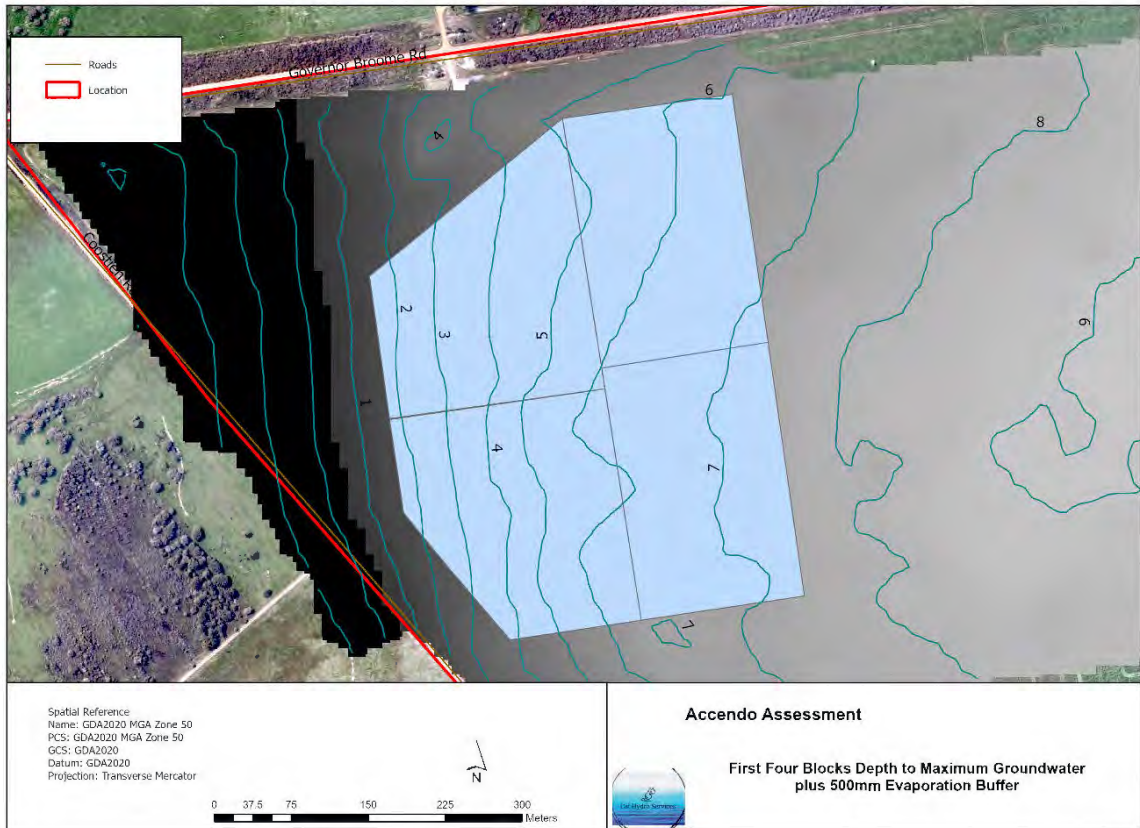 Roads
Location
Governor Broome Rd
6
8
4
2
3
5
9
1
4
7
7
Spatial Reference
Name: GDA2020 MGA Zone 50
PCS: GDA2020 MGA Zone 50
GCS: GDA2020
Datum: GDA2020
Projection: Transverse Mercator
N
0 37.5 75 150 225 300
Meters
Accendo Assessment
First Four Blocks Depth to Maximum Groundwater
plus 500mm Evaporation Buffer